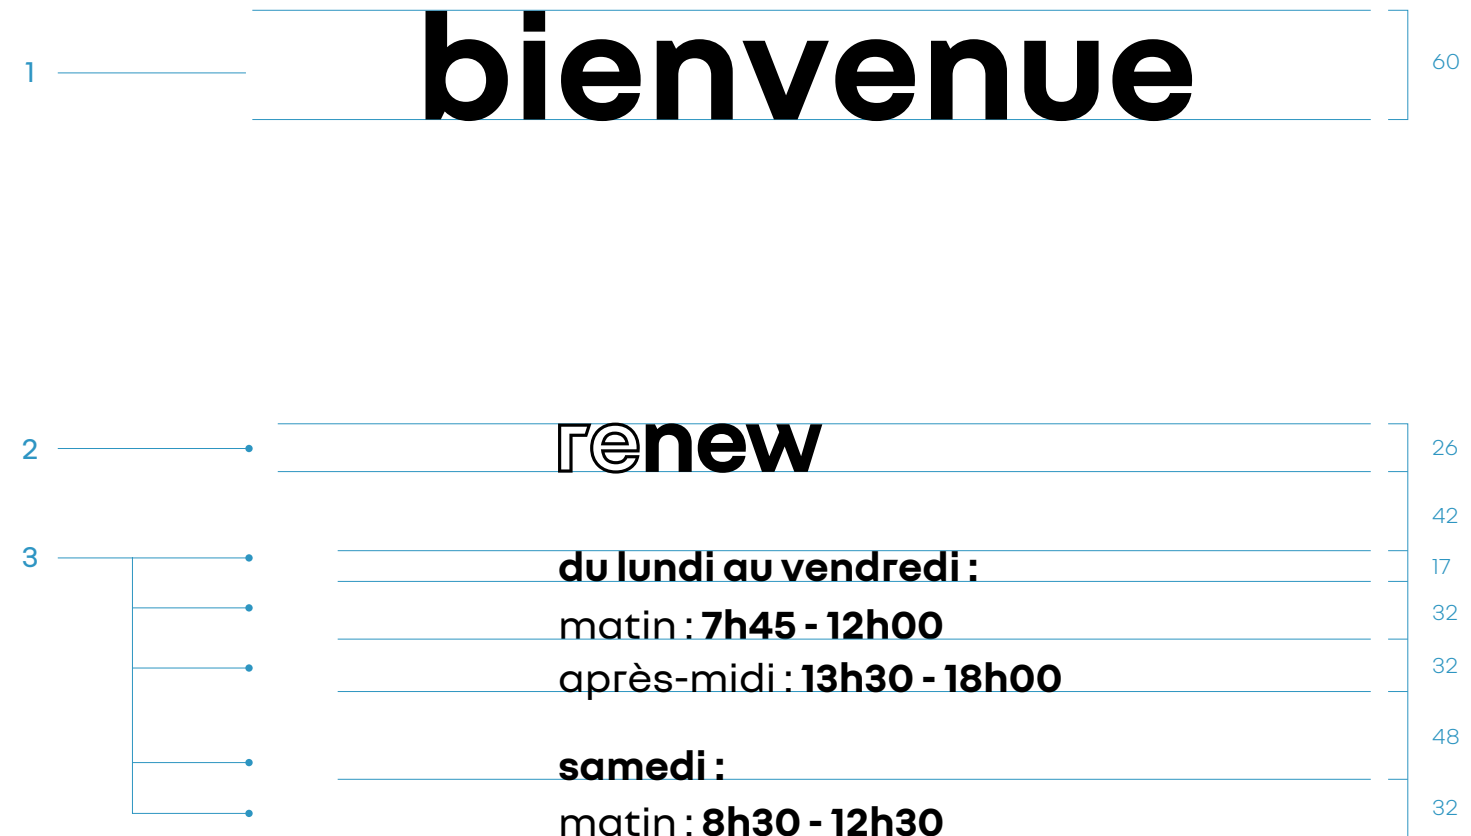 bienvenue
1
60
renew
2
26
42
3
du lundi au vendredi :
17
matin : 7h45 - 12h00
32
après-midi : 13h30 - 18h00
32
samedi :
48
matin : 8h30 - 12h30
32